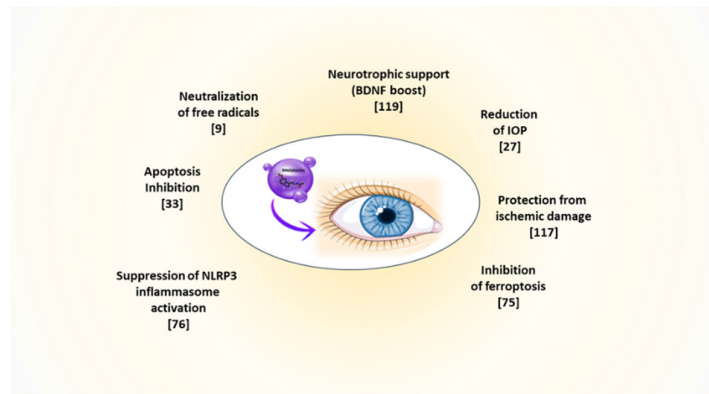 Neurotrophic support
(BDNF boost)
[119]
Neutralization
of free radicals
[9]
Reduction
of IOP
[27]
Apoptosis
Inhibition
[33]
Melatonin
Protection from
ischemic damage
[117]
Suppression of NLRP3
inflammasome
activation
[76]
Inhibition
of ferroptosis
[75]